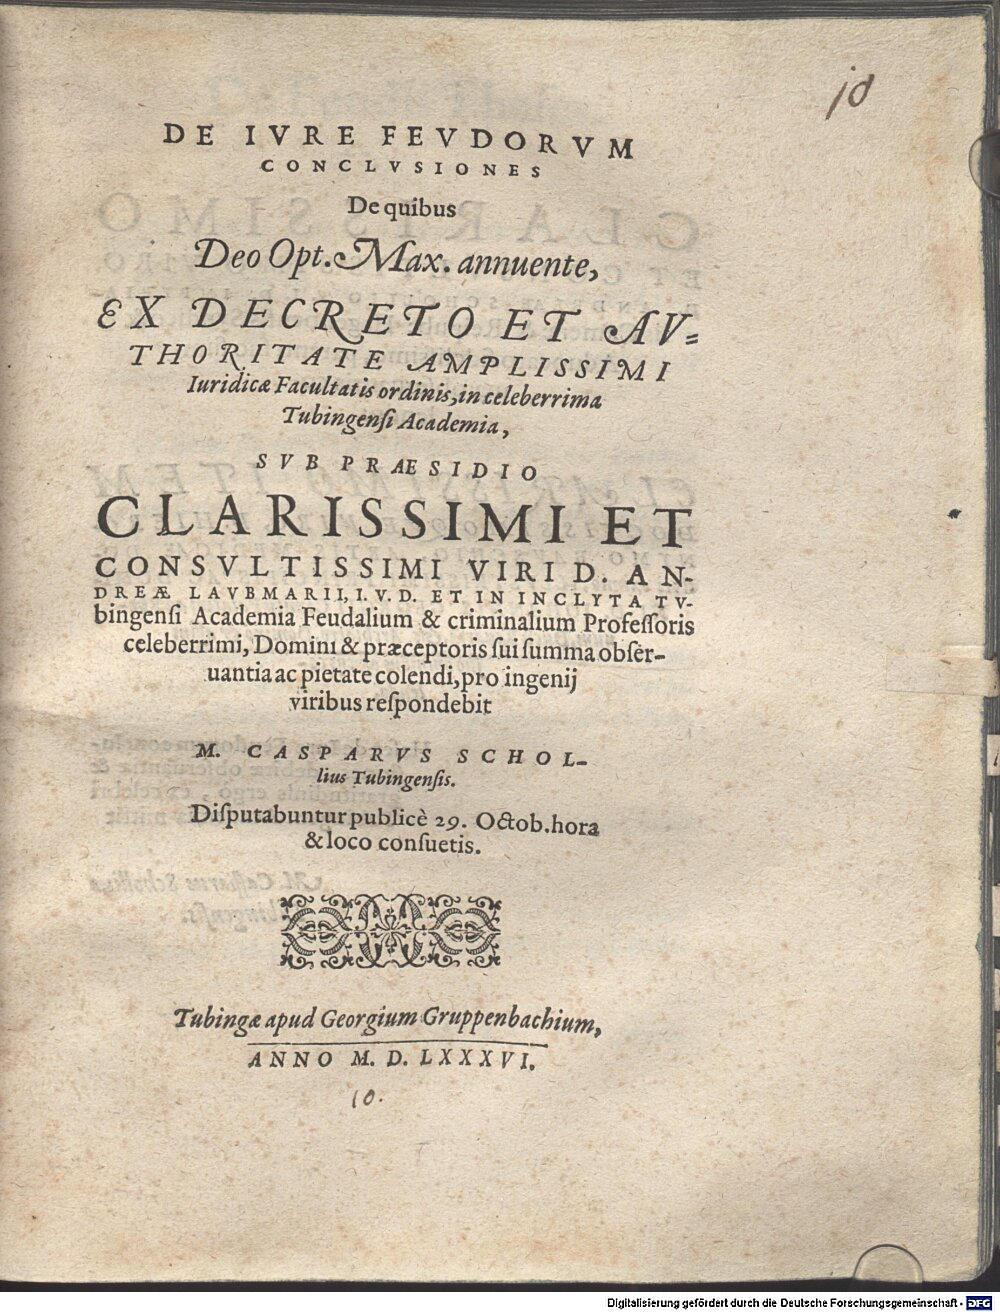 10
DE IVRE FEVDORVM
CONCLVSIONES
De quibus
Deo Opt. Max. annuente,
EX DECRETO ET AV-
THORITATE AMPLISSIMI
Iuridicæ Facultatis ordinis, in celeberrima
Tubingenſi Academia,
SVB PRÆSIDIO
CLARISSIMI ET
CONSVLTISSIMI VIRI D. AN-
DREÆ LAVBMARII, I. V. D. ET IN INCLYTA TV-
bingenſi Academia Feudalium & criminalium Profeſſoris
celeberrimi, Domini & præceptoris ſui ſumma obſer-
uantia ac pietate colendi, pro ingenij
viribus reſpondebit
M. CASPARVS SCHOL-
lius Tubingenſis.
Diſputabuntur publicè 29. Octob. hora
& loco conſuetis.
Tubingæ apud Georgium Gruppenbachium,
ANNO M. D. LXXXVI.
10.
Digitalisierung gefördert durch die Deutsche Forschungsgemeinschaft - DFG